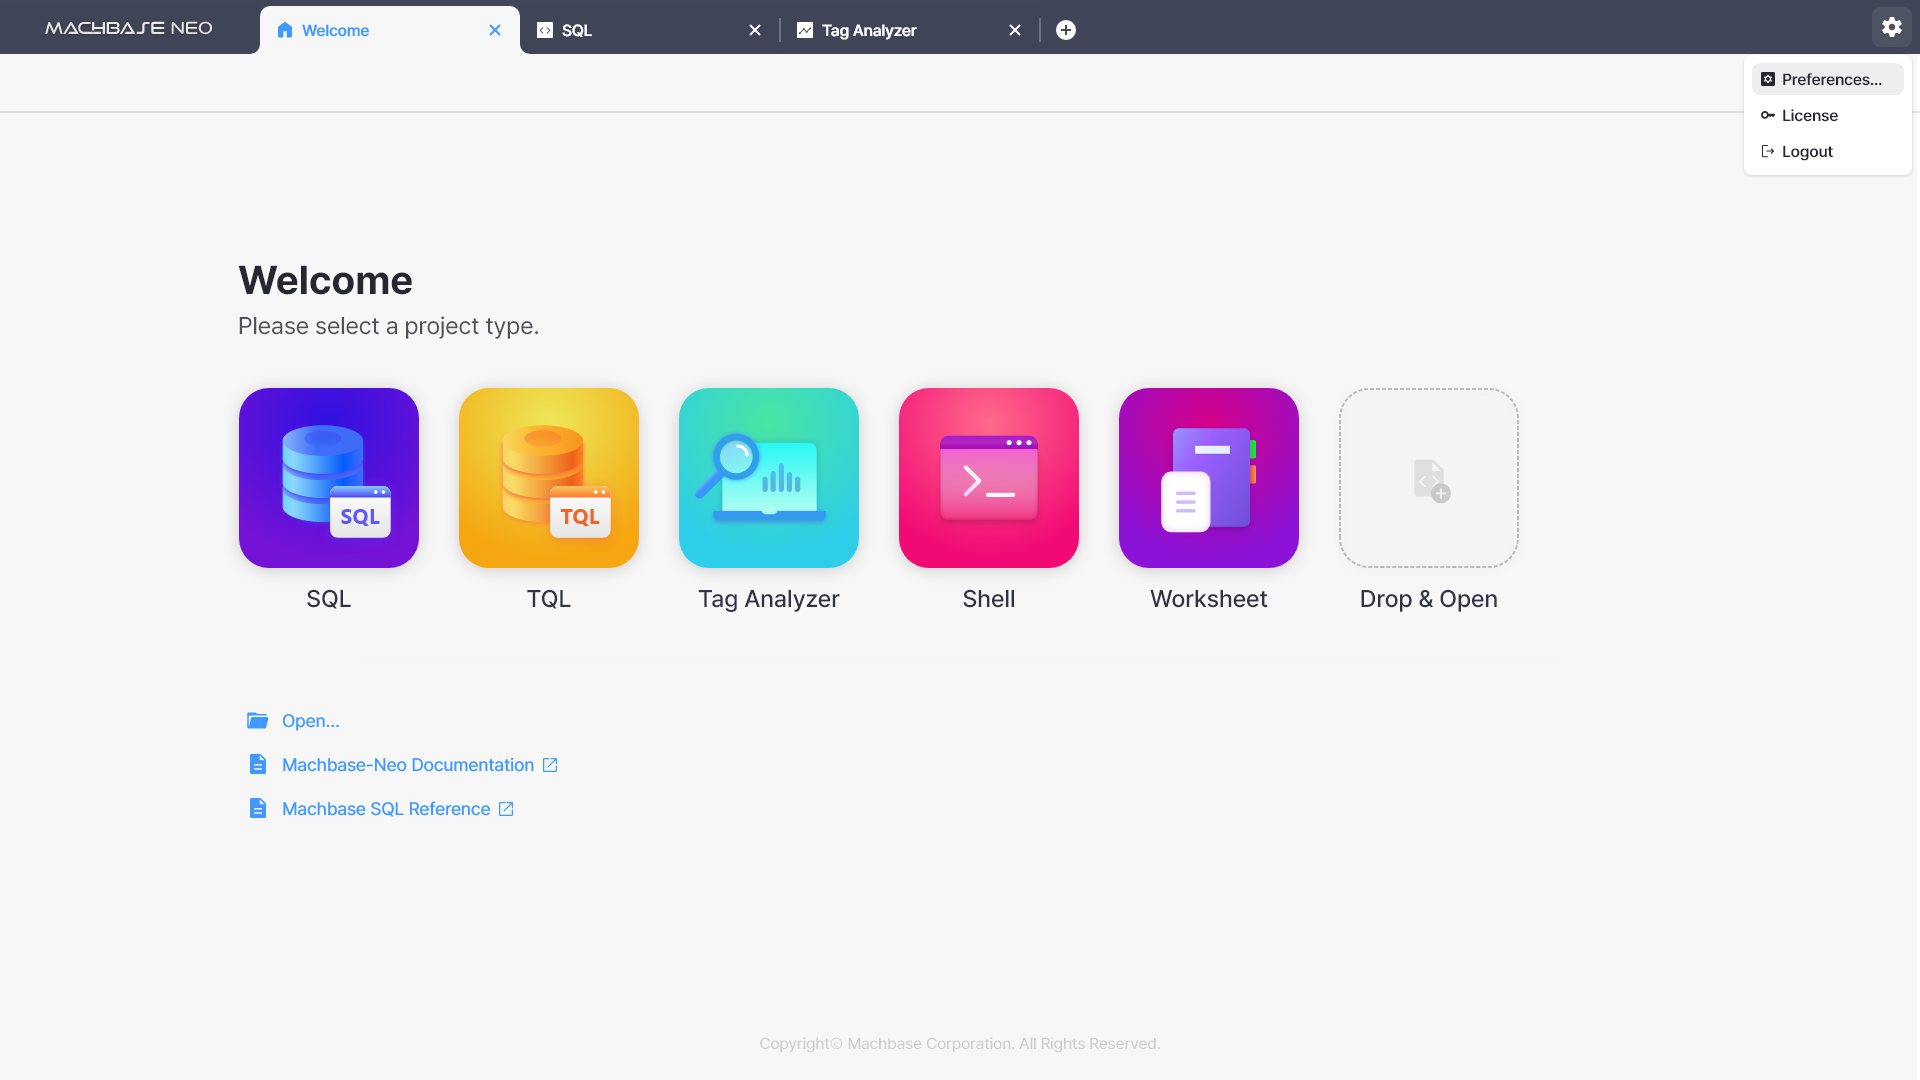 MACHBASE NEO
Welcome
SQL
Tag Analyzer
Preferences...
License
Logout
Welcome
Please select a project type.
SQL
TQL
SQL
TQL
Tag Analyzer
Shell
Worksheet
Drop & Open
Open...
Machbase-Neo Documentation
Machbase SQL Reference
Copyright© Machbase Corporation. All Rights Reserved.